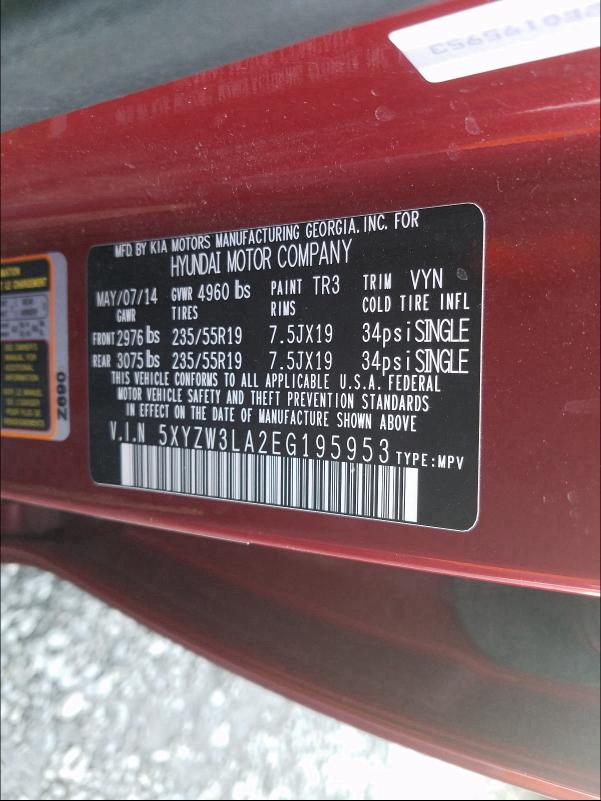 MFD BY KIA MOTORS MANUFACTURING GEORGIA. INC. FOR
HYUNDAI MOTOR COMPANY
MAY/07/14 GVWR 4960 lbs PAINT TR3 TRIM VYN
GAWR TIRES RIMS COLD TIRE INFL
FRONT 2976 lbs 235/55R19 7.5JX19 34psi SINGLE
REAR 3075 lbs 235/55R19 7.5JX19 34psi SINGLE
THIS VEHICLE CONFORMS TO ALL APPLICABLE U.S.A. FEDERAL
MOTOR VEHICLE SAFETY AND THEFT PREVENTION STANDARDS
IN EFFECT ON THE DATE OF MANUFACTURE SHOWN ABOVE
V.I.N 5XYZW3LA2EG195953 TYPE:MPV
Z690